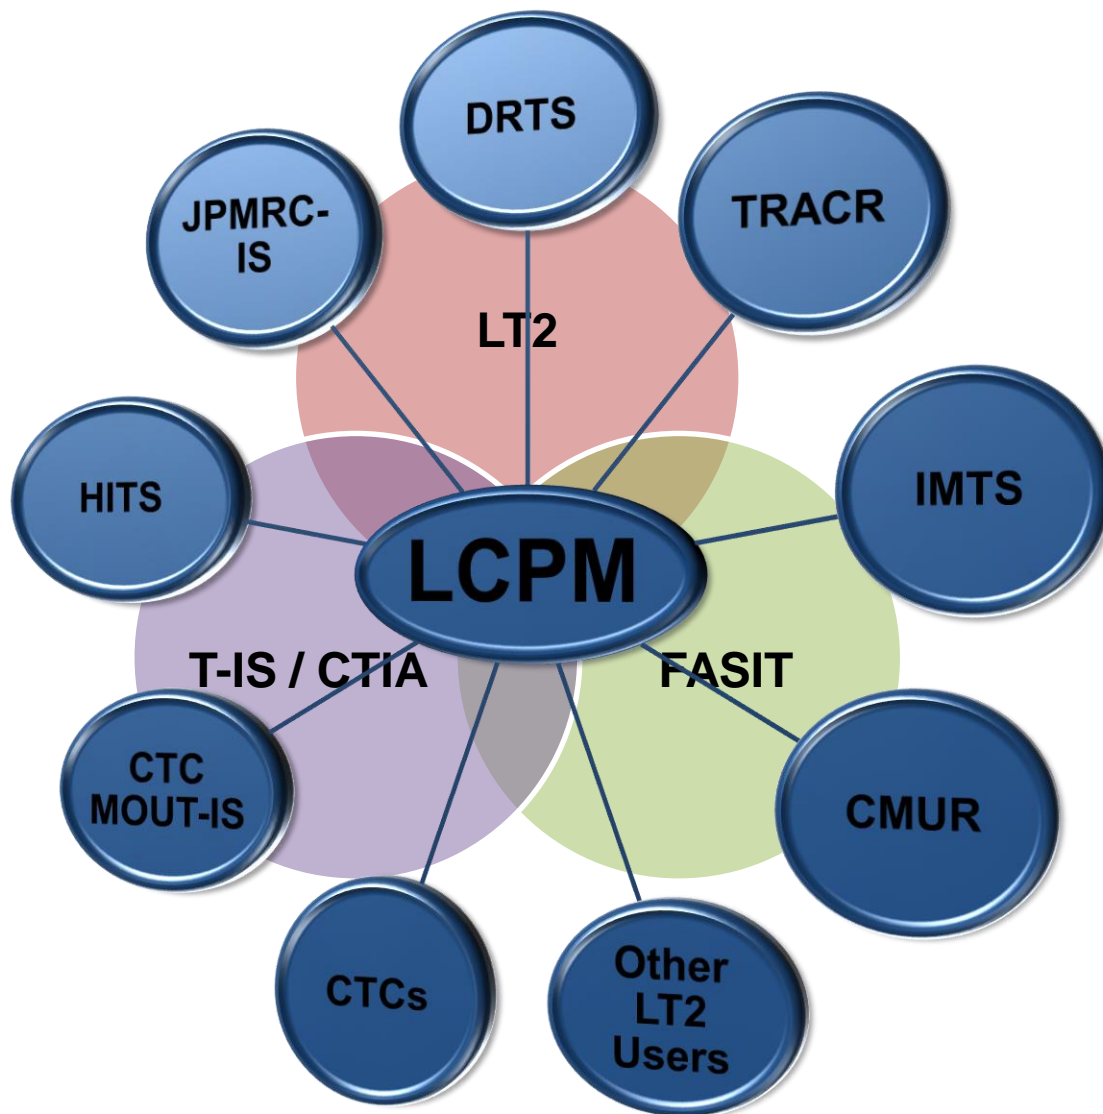 DRTS
TRACR
JPMRC-
IS
LT2
HITS
IMTS
LCPM
T-IS / CTIA
FASIT
CTC
MOUT-IS
CMUR
CTCs
Other
LT2
Users